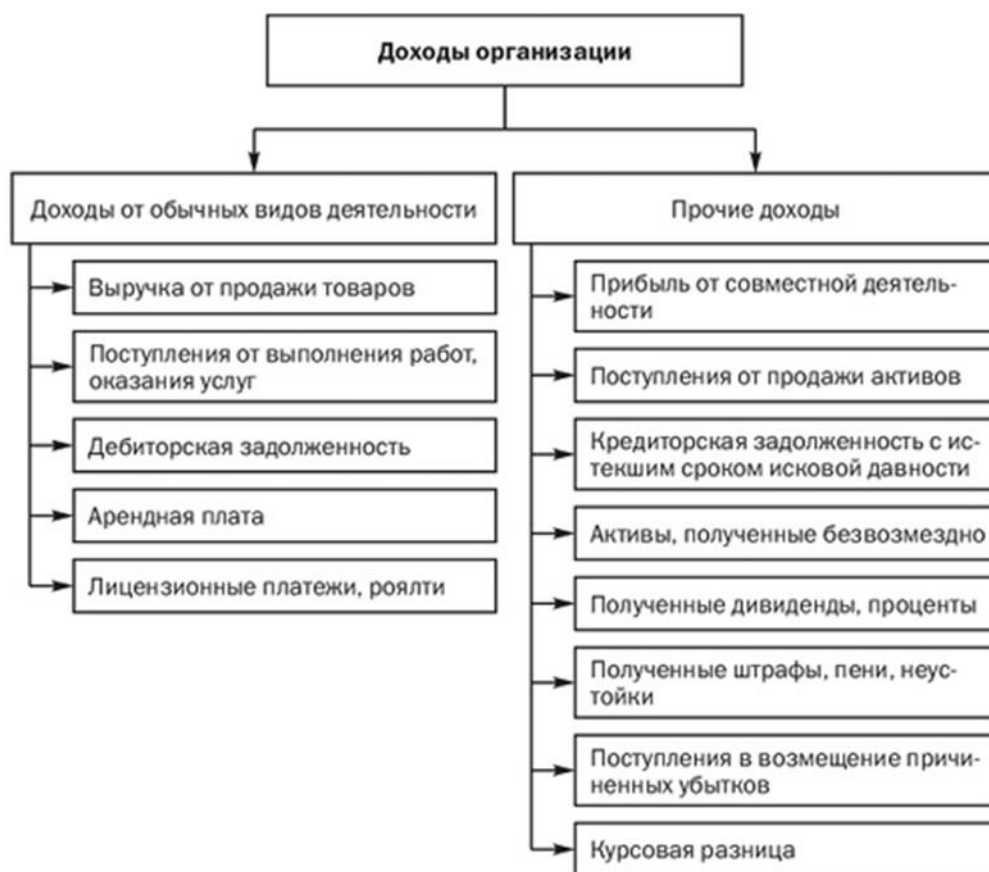 Доходы организации
Доходы от обычных видов деятельности
Выручка от продажи товаров
Поступления от выполнения работ,
оказания услуг
Дебиторская задолженность
Арендная плата
Лицензионные платежи, роялти
Прочие доходы
Прибыль от совместной деятель-
ности
Поступления от продажи активов
Кредиторская задолженность с ис-
текшим сроком исковой давности
Активы, полученные безвозмездно
Полученные дивиденды, проценты
Полученные штрафы, пени, неус-
тойки
Поступления в возмещение причи-
ненных убытков
Курсовая разница